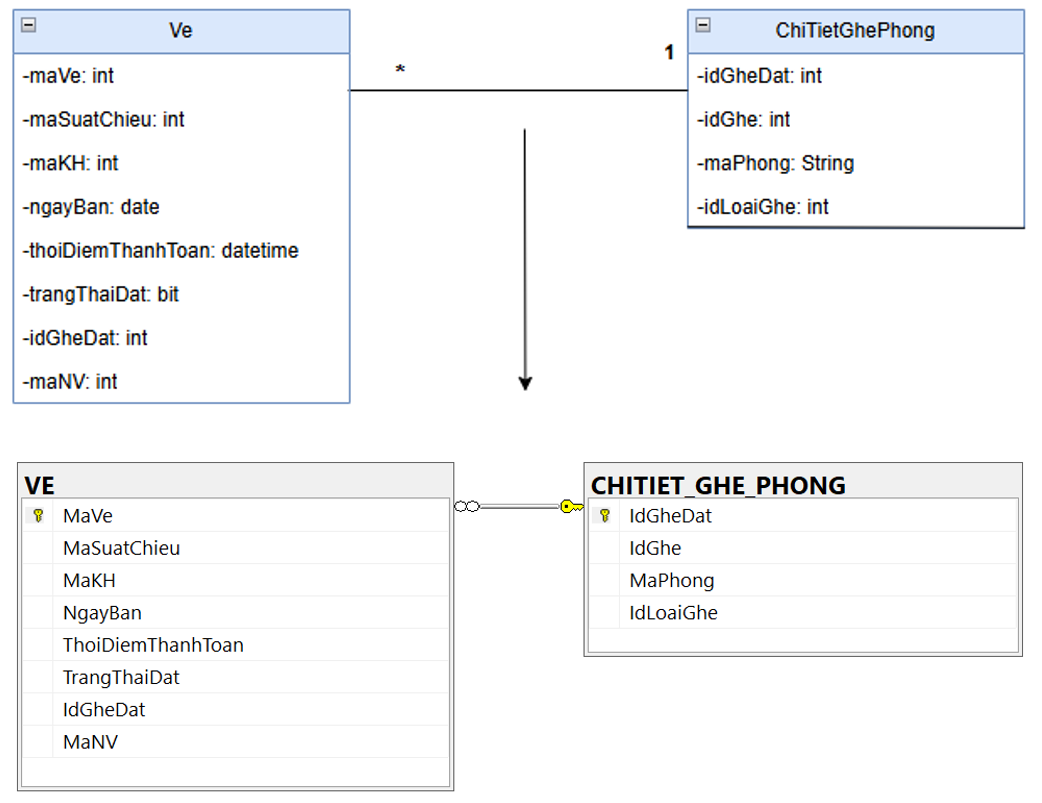 Ve
-maVe: int
-maSuatChieu: int
-maKH: int
-ngayBan: date
-thoiDiemThanhToan: datetime
-trangThaiDat: bit
-idGheDat: int
-maNV: int
*
1
ChiTietGhePhong
-idGheDat: int
-idGhe: int
-maPhong: String
-idLoaiGhe: int
VE
MaVe
MaSuatChieu
MaKH
NgayBan
ThoiDiemThanhToan
TrangThaiDat
IdGheDat
MaNV
CHITIET_GHE_PHONG
IdGheDat
IdGhe
MaPhong
IdLoaiGhe